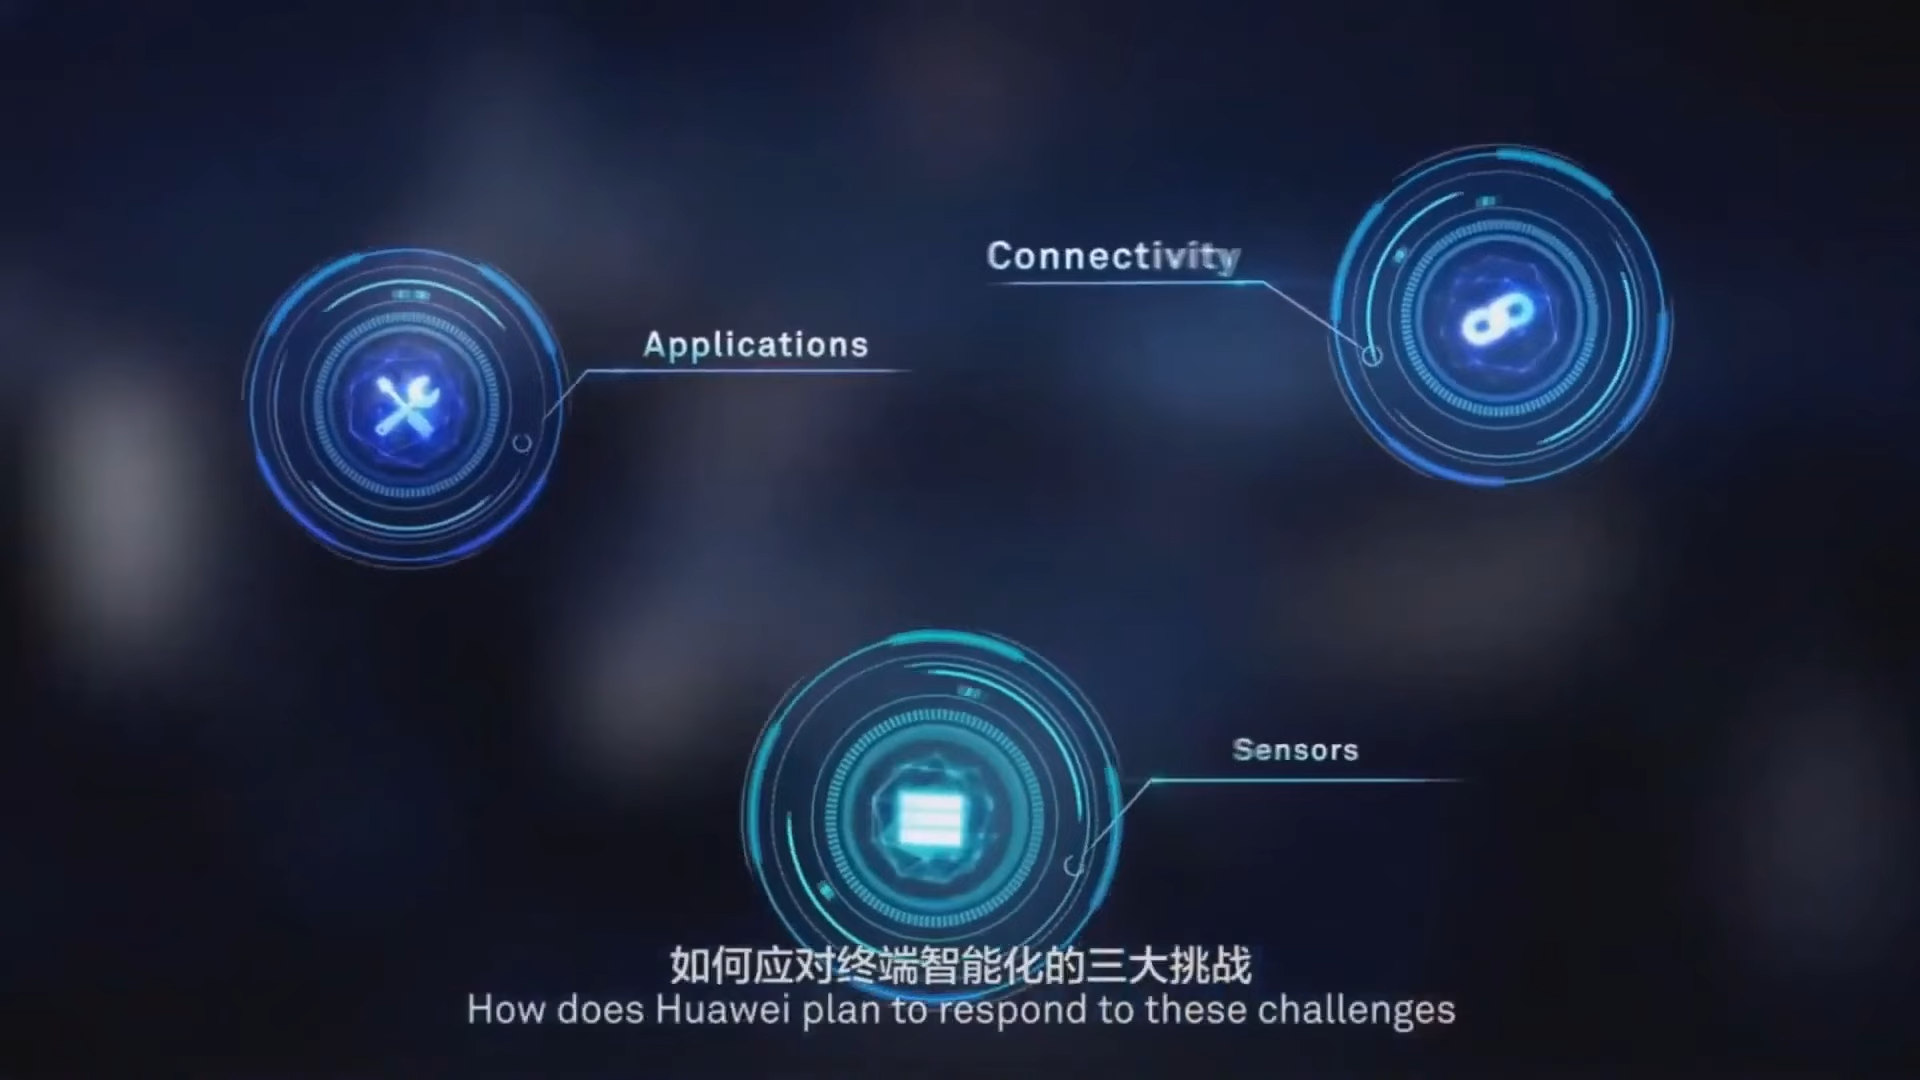 Connectivity
Applications
Sensors
如何应对终端智能化的三大挑战
How does Huawei plan to respond to these challenges